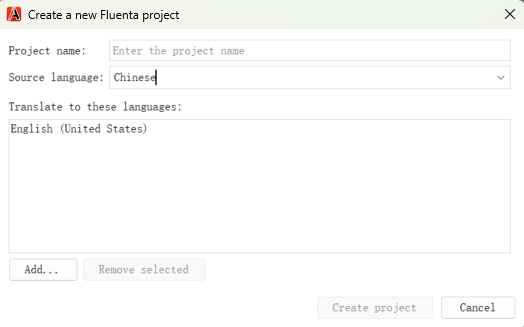 Create a new Fluenta project
Project name: Enter the project name
Source language: Chinese
Translate to these languages:
English (United States)
Add... Remove selected
Create project Cancel